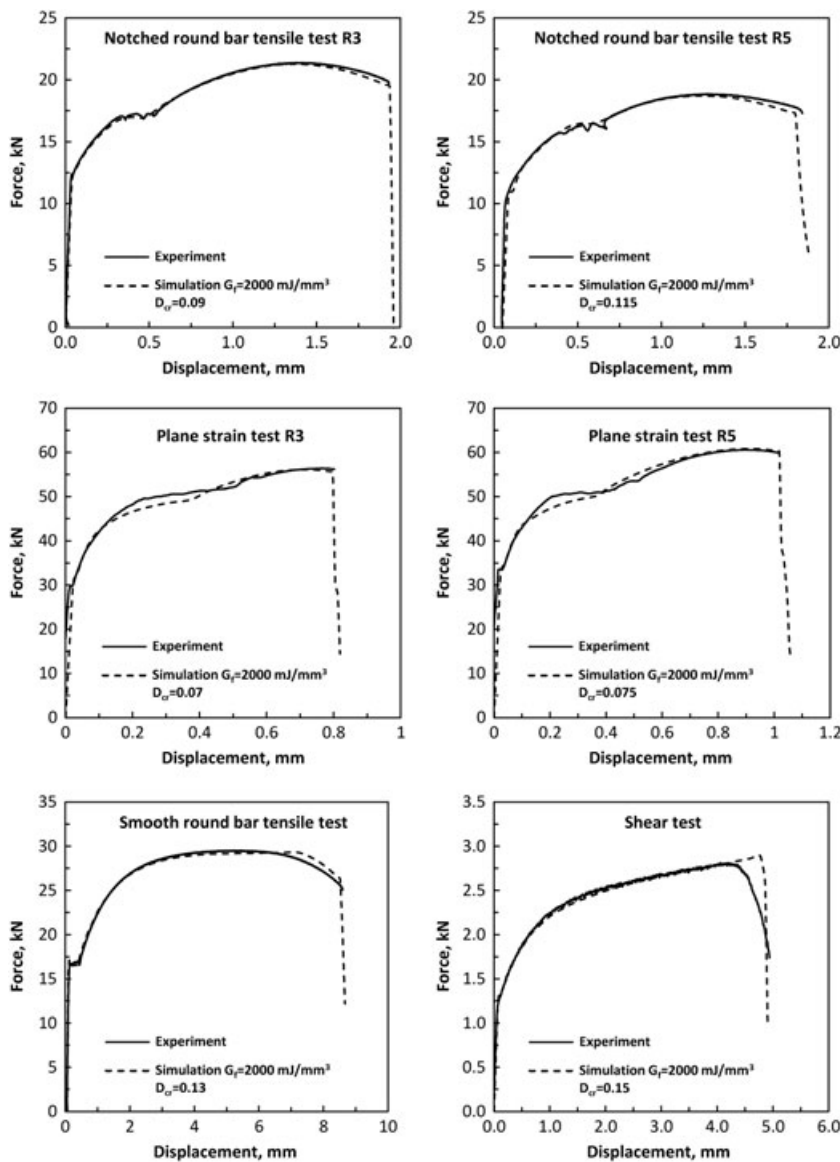 Notched round bar tensile test R3
Force, kN
25
20
15
10
5
0
Experiment
Simulation G_f=2000 mJ/mm³
D_cr=0.09
0.0 0.5 1.0 1.5 2.0
Displacement, mm
Notched round bar tensile test R5
Force, kN
25
20
15
10
5
0
Experiment
Simulation G_f=2000 mJ/mm³
D_cr=0.115
0.0 0.5 1.0 1.5 2.0
Displacement, mm
Plane strain test R3
Force, kN
70
60
50
40
30
20
10
0
Experiment
Simulation G_f=2000 mJ/mm³
D_cr=0.07
0 0.2 0.4 0.6 0.8 1
Displacement, mm
Plane strain test R5
Force, kN
70
60
50
40
30
20
10
0
Experiment
Simulation G_f=2000 mJ/mm³
D_cr=0.075
0 0.2 0.4 0.6 0.8 1 1.2
Displacement, mm
Smooth round bar tensile test
Force, kN
35
30
25
20
15
10
5
0
Experiment
Simulation G_f=2000 mJ/mm³
D_cr=0.13
0 2 4 6 8 10
Displacement, mm
Shear test
Force, kN
3.5
3.0
2.5
2.0
1.5
1.0
0.5
0.0
Experiment
Simulation G_f=2000 mJ/mm³
D_cr=0.15
0.0 1.0 2.0 3.0 4.0 5.0 6.0
Displacement, mm